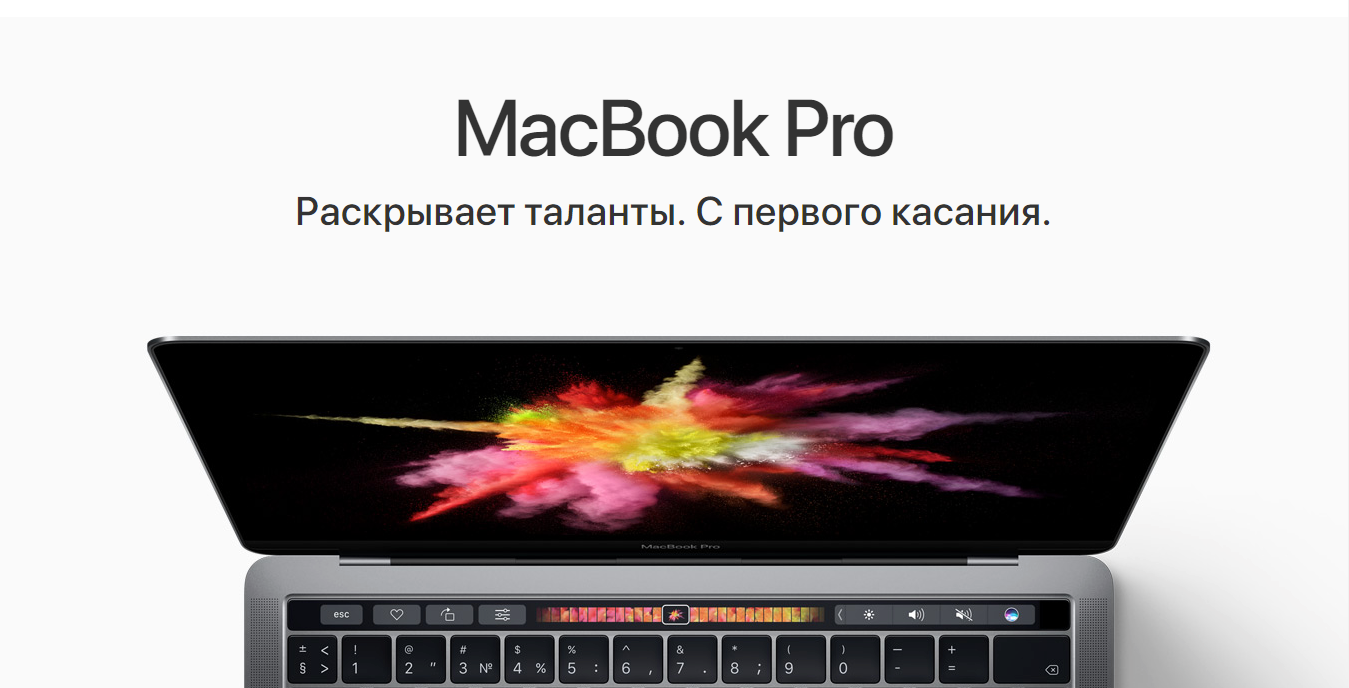 MacBook Pro
Раскрывает таланты. С первого касания.
MacBook Pro
esc
± < ! @ # $ % ^ & * ( ) — +
§ > 1 2 " 3 № 4 % 5 : 6 , 7 . 8 ; 9 0 - =